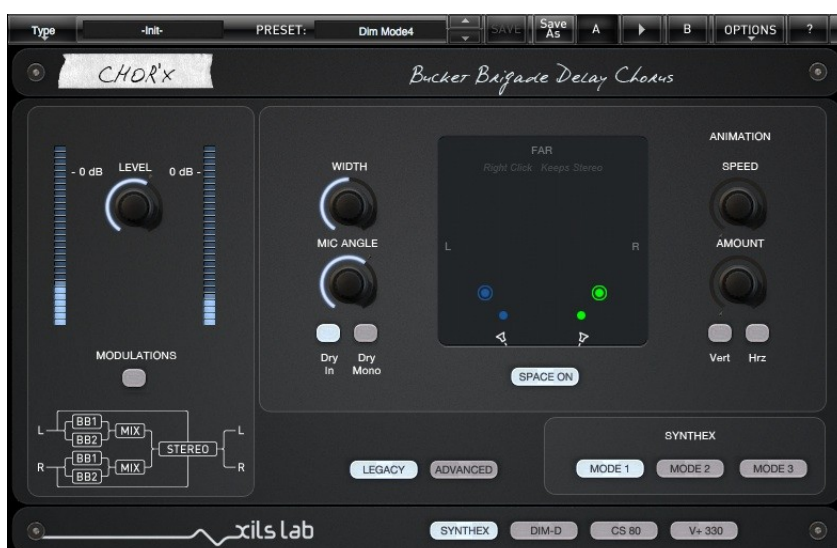 Type -Init- PRESET: Dim Mode4 SAVE Save As A B OPTIONS ?
CHOR'X Bucker Brigade Delay Chorus
- 0 dB LEVEL 0 dB -
WIDTH
MIC ANGLE
Dry In
Dry Mono
FAR
Right Click Keeps Stereo
L R
SPACE ON
ANIMATION
SPEED
AMOUNT
Vert Hrz
MODULATIONS
L BB1 BB2 MIX STEREO L
R BB1 BB2 MIX R
LEGACY ADVANCED
SYNTHEX
MODE 1 MODE 2 MODE 3
xils lab
SYNTHEX DIM-D CS 80 V+ 330